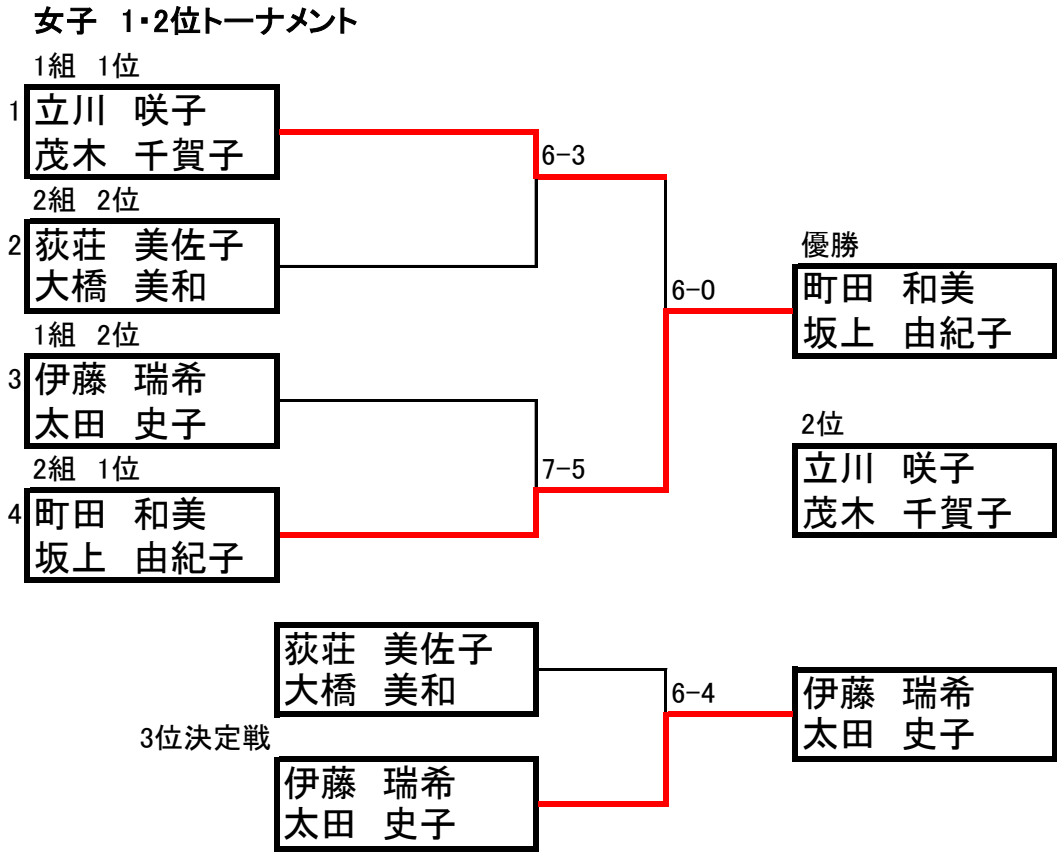 女子　1・2位トーナメント
1組　1位
1
立川　咲子
茂木　千賀子
6-3
2組　2位
2
荻荘　美佐子
大橋　美和
優勝
町田　和美
坂上　由紀子
6-0
1組　2位
3
伊藤　瑞希
太田　史子
2位
立川　咲子
茂木　千賀子
7-5
2組　1位
4
町田　和美
坂上　由紀子
荻荘　美佐子
大橋　美和
6-4
伊藤　瑞希
太田　史子
3位決定戦
伊藤　瑞希
太田　史子